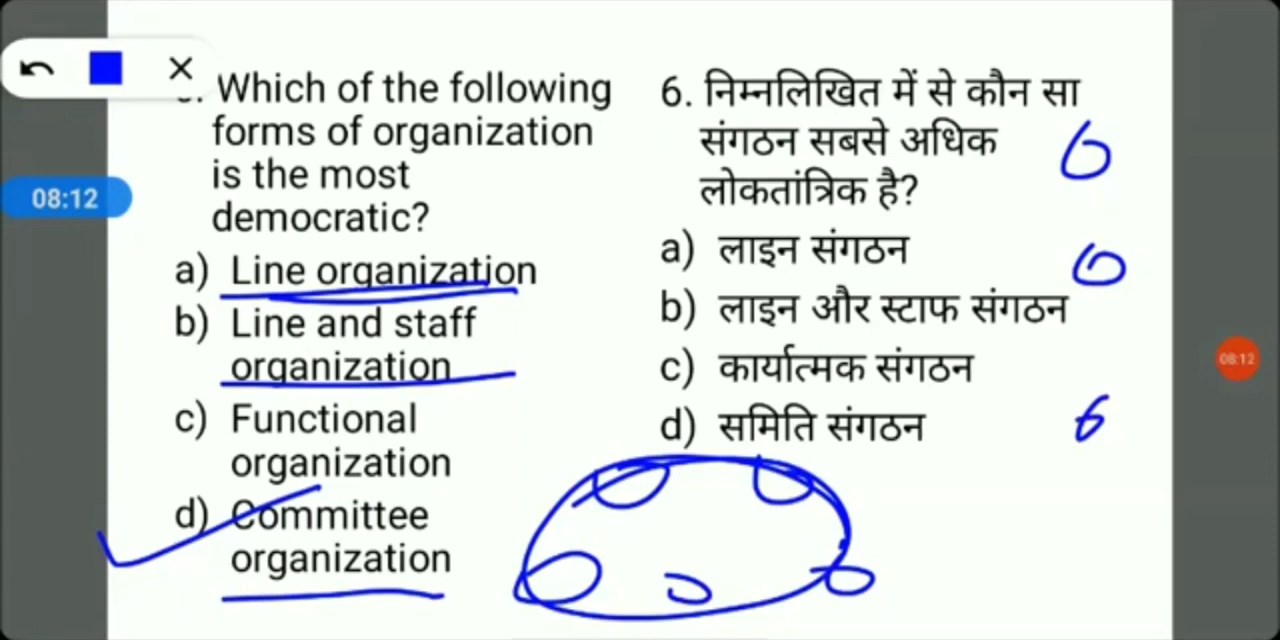 Which of the following
forms of organization
is the most
democratic?
a) Line organization
b) Line and staff
organization
c) Functional
organization
d) Committee
organization
6. निम्नलिखित में से कौन सा
संगठन सबसे अधिक
लोकतांत्रिक है?
a) लाइन संगठन
b) लाइन और स्टाफ संगठन
c) कार्यात्मक संगठन
d) समिति संगठन
08:12
08:12